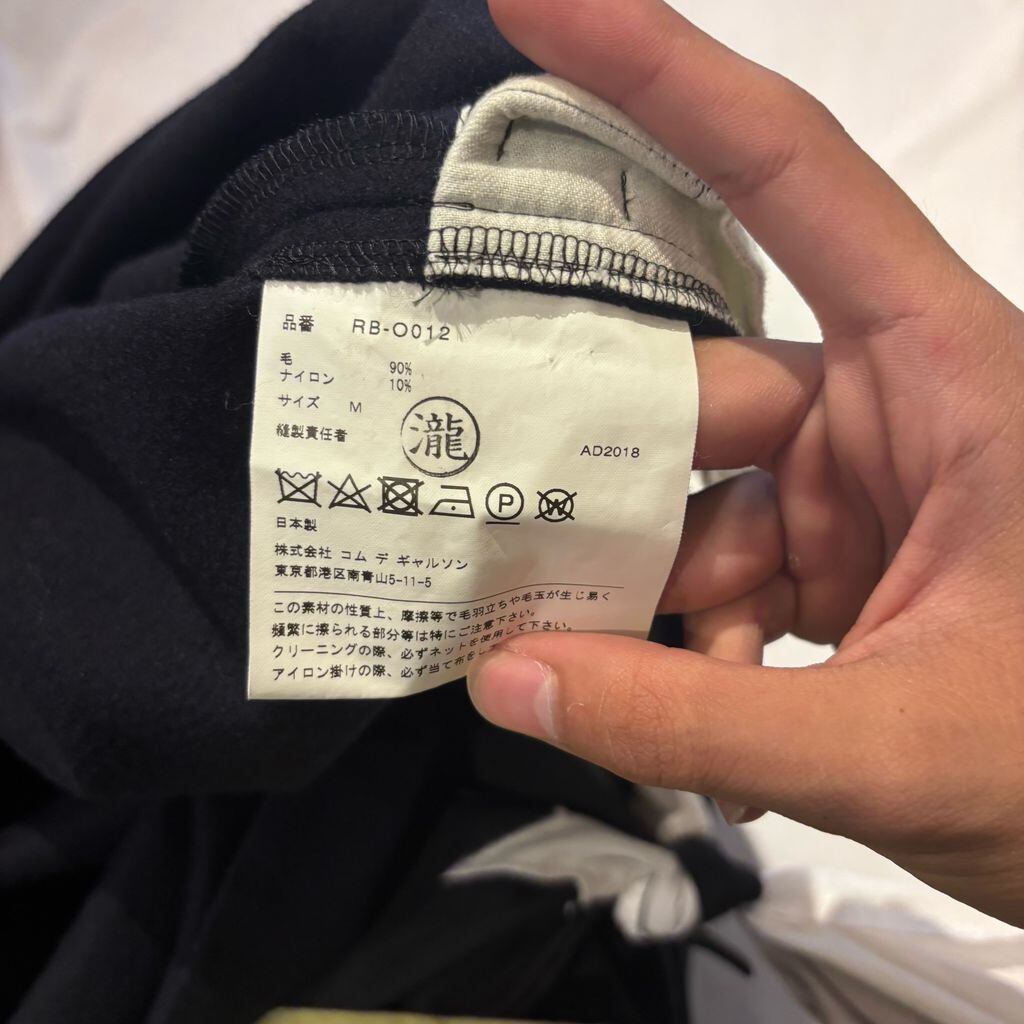 品番 RB-O012
毛 90%
ナイロン 10%
サイズ M
縫製責任者 瀧
AD2018
P
W
日本製
株式会社 コム デ ギャルソン
東京都港区南青山5-11-5
この素材の性質上、摩擦等で毛羽立ちや毛玉が生じ易く
頻繁に擦られる部分等は特にご注意下さい。
クリーニングの際、必ずネットを使用して下さい。
アイロン掛けの際、必ず当て布をし